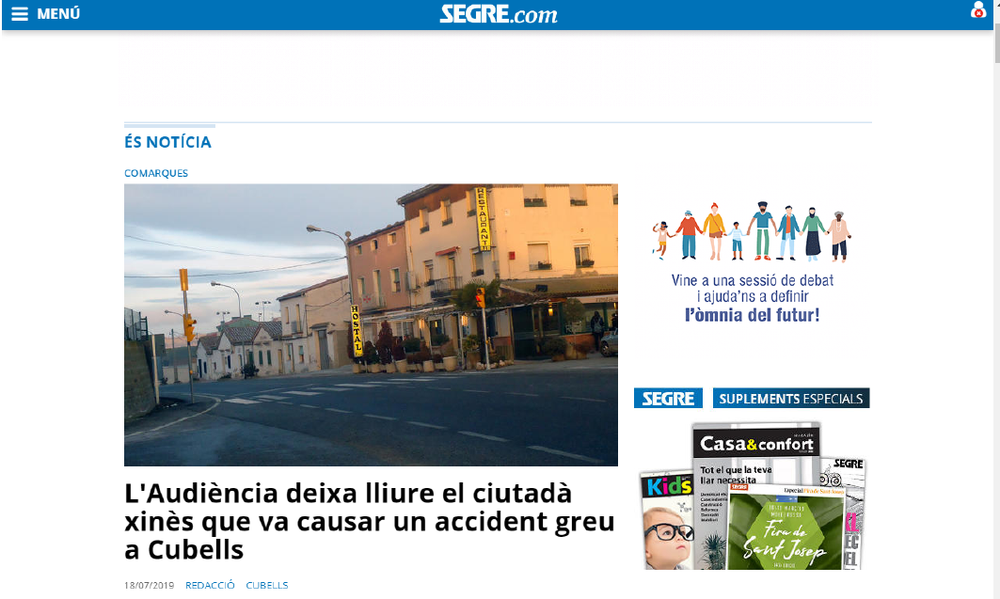 MENÚ
SEGRE.com
ÉS NOTÍCIA
COMARQUES
RESTAURANT
HOSTAL
L'Audiència deixa lliure el ciutadà
xinès que va causar un accident greu
a Cubells
18/07/2019 REDACCIÓ CUBELLS
Vine a una sessió de debat
i ajuda'ns a definir
l'òmnia del futur!
SEGRE SUPLEMENTS ESPECIALS
Casa&confort
Tot el que la teva
llar necessita
SEGRE
Kids
SEGRE
Fira de
Sant Josep